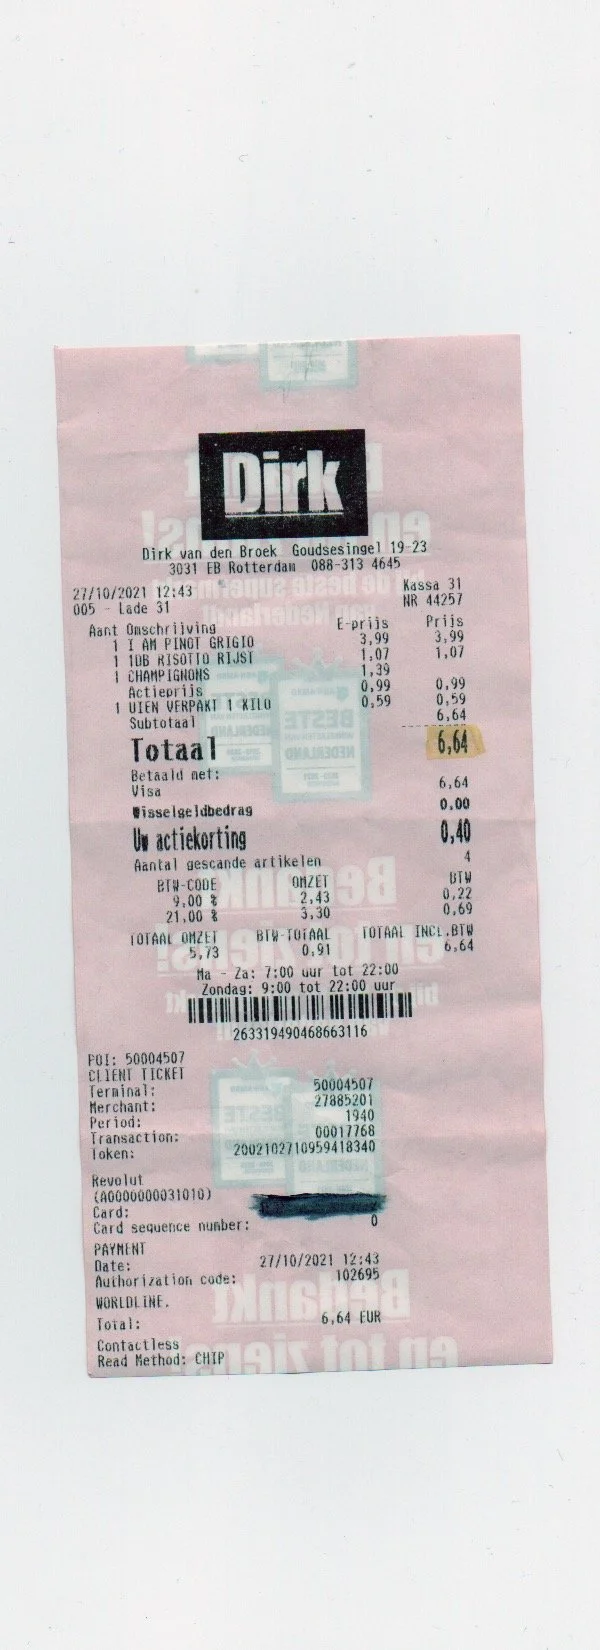 Dirk
Dirk van den Broek Goudsesingel 19-23
3031 EB Rotterdam 088-313 4645
27/10/2021 12:43 Kassa 31
005 - Lade 31 NR 44257
Aant Omschrijving E-prijs Prijs
1 I AM PINOT GRIGIO 3,99 3,99
1 1DB RISOTTO RIJST 1,07 1,07
1 CHAMPIGNONS 1,39
Actieprijs 0,99 0,99
1 UIEN VERPAKT 1 KILO 0,59 0,59
Subtotaal 6,64
Totaal 6,64
Betaald met:
Visa 6,64
Wisselgeldbedrag 0,00
Uw actiekorting 0,40
Aantal gescande artikelen 4
BTW-CODE OMZET BTW
9,00 % 2,43 0,22
21,00 % 3,30 0,69
TOTAAL OMZET BTW-TOTAAL TOTAAL INCL.BTW
5,73 0,91 6,64
Ma - Za: 7:00 uur tot 22:00
Zondag: 9:00 tot 22:00 uur
263319490468663116
POI: 50004507
CLIENT TICKET
Terminal: 50004507
Merchant: 27885201
Period: 1940
Transaction: 00017768
Token: 2002102710959418340
Revolut
(A0000000031010)
Card:
Card sequence number: 0
PAYMENT
Date: 27/10/2021 12:43
Authorization code: 102695
WORLDLINE.
Total: 6,64 EUR
Contactless
Read Method: CHIP